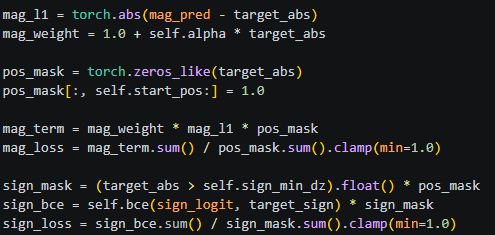 mag_l1 = torch.abs(mag_pred - target_abs)
mag_weight = 1.0 + self.alpha * target_abs
pos_mask = torch.zeros_like(target_abs)
pos_mask[:, self.start_pos:] = 1.0
mag_term = mag_weight * mag_l1 * pos_mask
mag_loss = mag_term.sum() / pos_mask.sum().clamp(min=1.0)
sign_mask = (target_abs > self.sign_min_dz).float() * pos_mask
sign_bce = self.bce(sign_logit, target_sign) * sign_mask
sign_loss = sign_bce.sum() / sign_mask.sum().clamp(min=1.0)